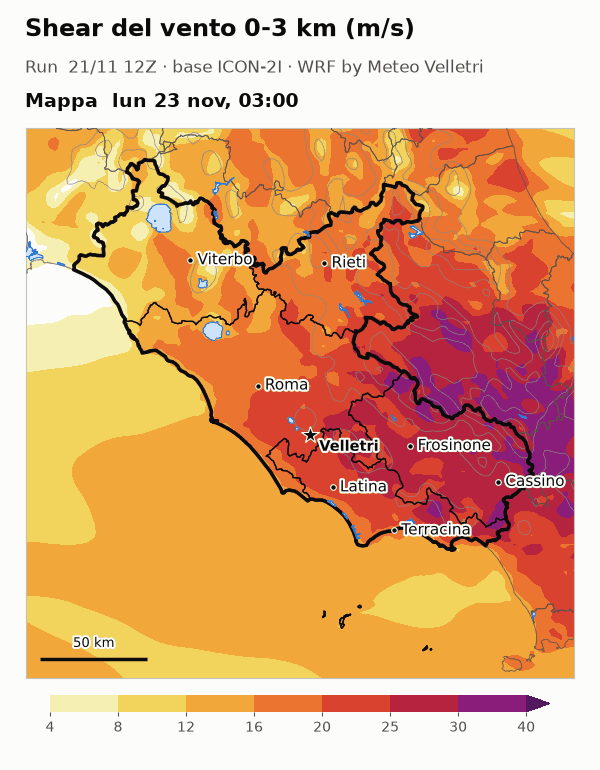 Shear del vento 0-3 km (m/s)
Run  21/11 12Z · base ICON-2I · WRF by Meteo Velletri
Mappa  lun 23 nov, 03:00
Viterbo
Rieti
Roma
Velletri
Frosinone
Latina
Cassino
Terracina
50 km
4 8 12 16 20 25 30 40